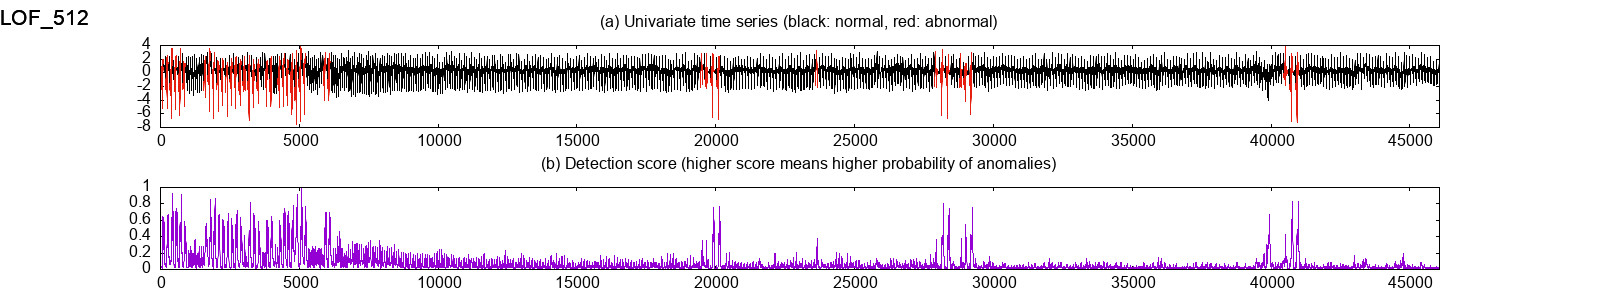 LOF_512
(a) Univariate time series (black: normal, red: abnormal)
4
2
0
-2
-4
-6
-8
0 5000 10000 15000 20000 25000 30000 35000 40000 45000
(b) Detection score (higher score means higher probability of anomalies)
1
0.8
0.6
0.4
0.2
0
0 5000 10000 15000 20000 25000 30000 35000 40000 45000